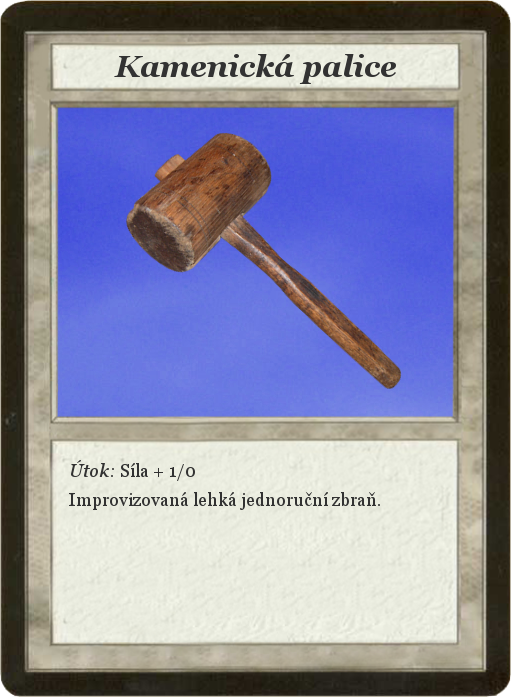 Kamenická palice
Útok: Síla + 1/0
Improvizovaná lehká jednoruční zbraň.